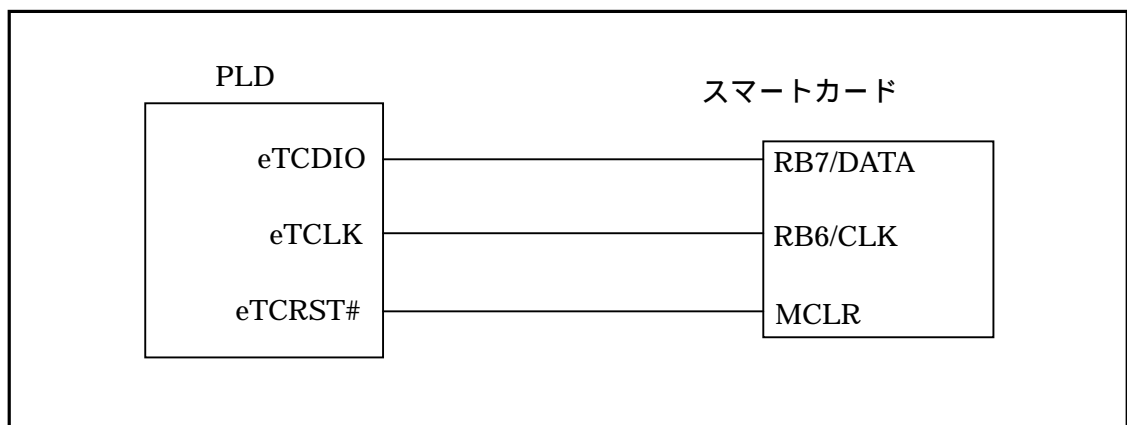 PLD
スマートカード
eTCDIO
RB7/DATA
eTCLK
RB6/CLK
eTCRST#
MCLR